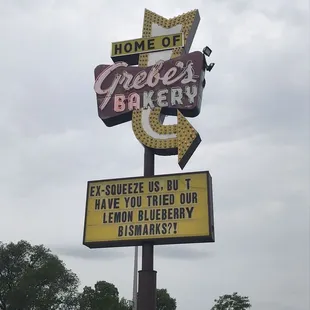 HOME OF
Grebe's
BAKERY
EX-SQUEEZE US, BU T
HAVE YOU TRIED OUR
LEMON BLUEBERRY
BISMARKS?!